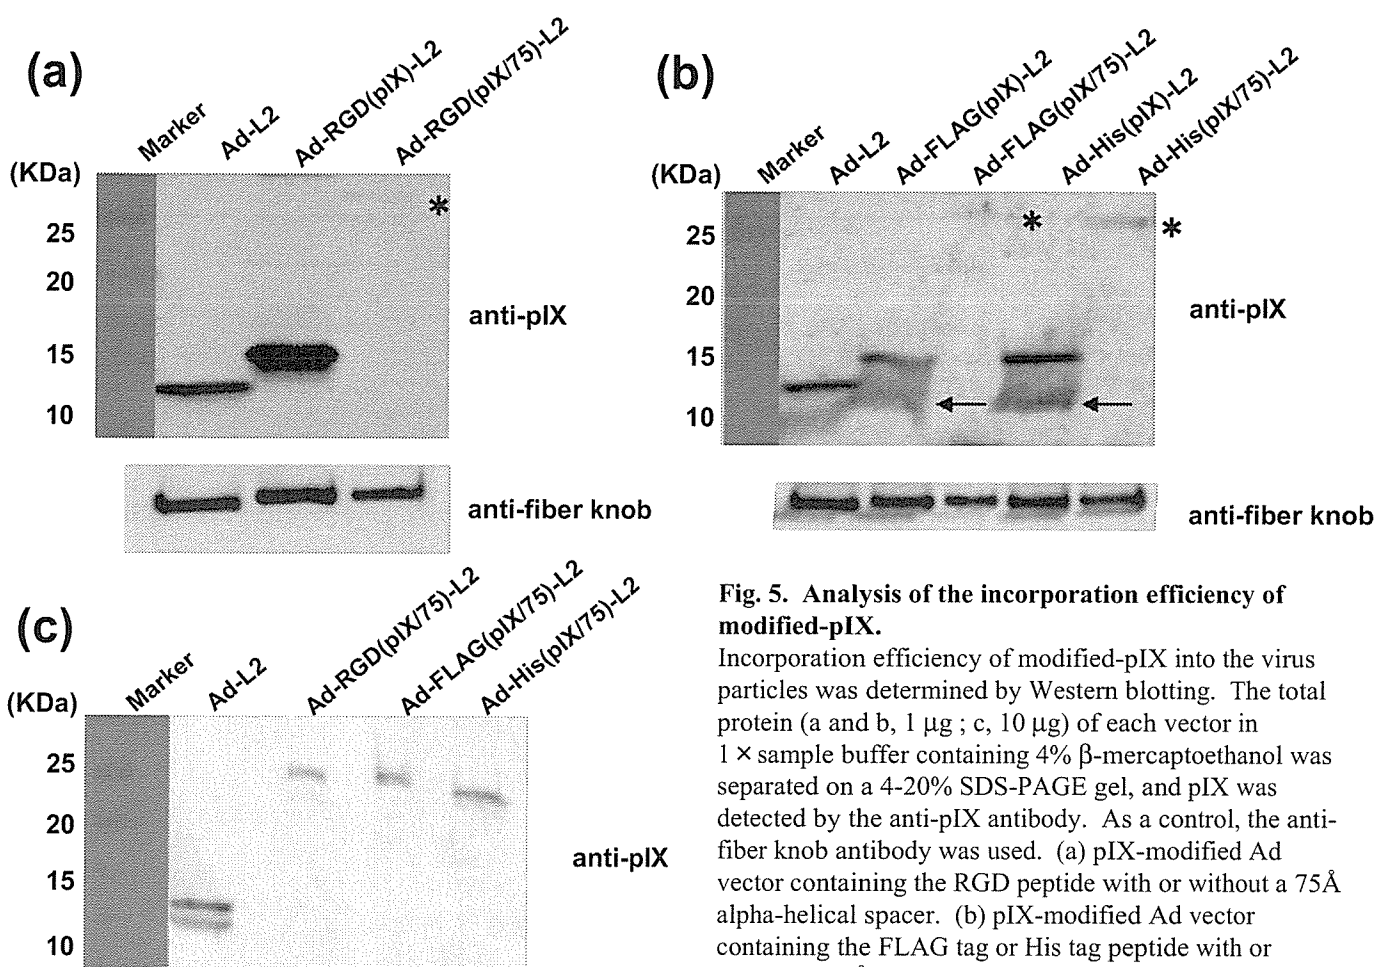 (a)
Marker
Ad-L2
Ad-RGD(pIX)-L2
Ad-RGD(pIX/75)-L2
(KDa)
25
20
15
10
*
anti-pIX
anti-fiber knob
(b)
Marker
Ad-L2
Ad-FLAG(pIX)-L2
Ad-FLAG(pIX/75)-L2
Ad-His(pIX)-L2
Ad-His(pIX/75)-L2
(KDa)
25
20
15
10
*
*
anti-pIX
anti-fiber knob
(c)
Marker
Ad-L2
Ad-RGD(pIX/75)-L2
Ad-FLAG(pIX/75)-L2
Ad-His(pIX/75)-L2
(KDa)
25
20
15
10
anti-pIX
Fig. 5. Analysis of the incorporation efficiency of
modified-pIX.
Incorporation efficiency of modified-pIX into the virus
particles was determined by Western blotting. The total
protein (a and b, 1 μg ; c, 10 μg) of each vector in
1 × sample buffer containing 4% β-mercaptoethanol was
separated on a 4-20% SDS-PAGE gel, and pIX was
detected by the anti-pIX antibody. As a control, the anti-
fiber knob antibody was used. (a) pIX-modified Ad
vector containing the RGD peptide with or without a 75Å
alpha-helical spacer. (b) pIX-modified Ad vector
containing the FLAG tag or His tag peptide with or